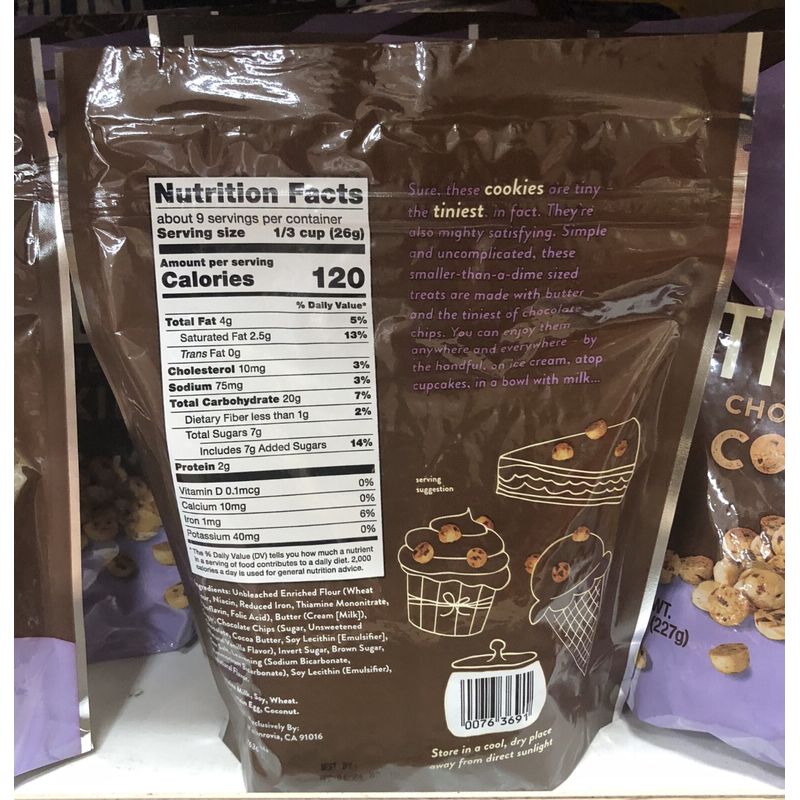 Nutrition Facts
about 9 servings per container
Serving size 1/3 cup (26g)
Amount per serving
Calories 120
% Daily Value*
Total Fat 4g 5%
Saturated Fat 2.5g 13%
Trans Fat 0g
Cholesterol 10mg 3%
Sodium 75mg 3%
Total Carbohydrate 20g 7%
Dietary Fiber less than 1g 2%
Total Sugars 7g
Includes 7g Added Sugars 14%
Protein 2g
Vitamin D 0.1mcg 0%
Calcium 10mg 0%
Iron 1mg 6%
Potassium 40mg 0%
*The % Daily Value (DV) tells you how much a nutrient
in a serving of food contributes to a daily diet. 2,000
calories a day is used for general nutrition advice.
Unbleached Enriched Flour (Wheat
Niacin, Reduced Iron, Thiamine Mononitrate,
Folic Acid), Butter (Cream [Milk]),
Chocolate Chips (Sugar, Unsweetened
Cocoa Butter, Soy Lecithin [Emulsifier],
Vanilla Flavor), Invert Sugar, Brown Sugar,
(Sodium Bicarbonate,
Soy Lecithin (Emulsifier),
Soy, Wheat.
Egg, Coconut.
By:
CA 91016
Sure, these cookies are tiny –
the tiniest, in fact. They're
also mighty satisfying. Simple
and uncomplicated, these
smaller-than-a-dime sized
treats are made with butter
and the tiniest of chocolate
chips. You can enjoy them
anywhere and everywhere – by
the handful, on ice cream, atop
cupcakes, in a bowl with milk...
serving
suggestion
0076 3691
Store in a cool, dry place
away from direct sunlight
TI
CHO
CO
WT.
(227g)